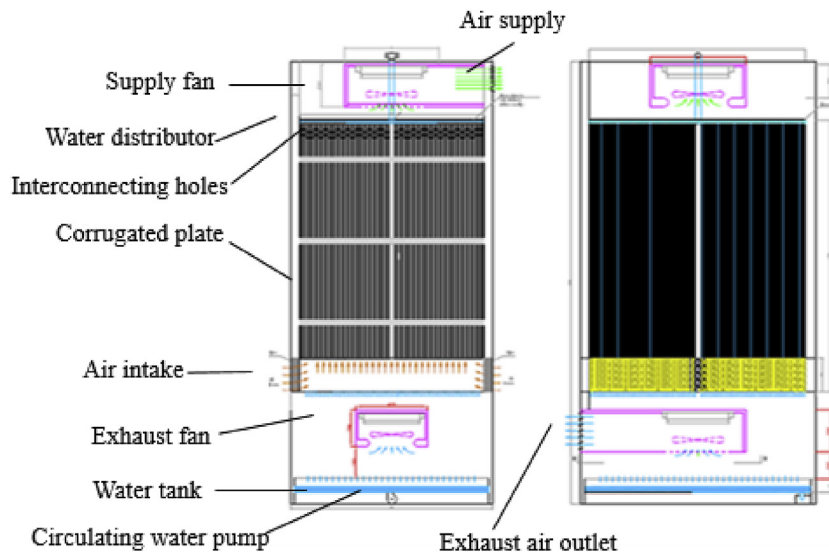 Air supply
Supply fan
Water distributor
Interconnecting holes
Corrugated plate
Air intake
Exhaust fan
Water tank
Circulating water pump
Exhaust air outlet